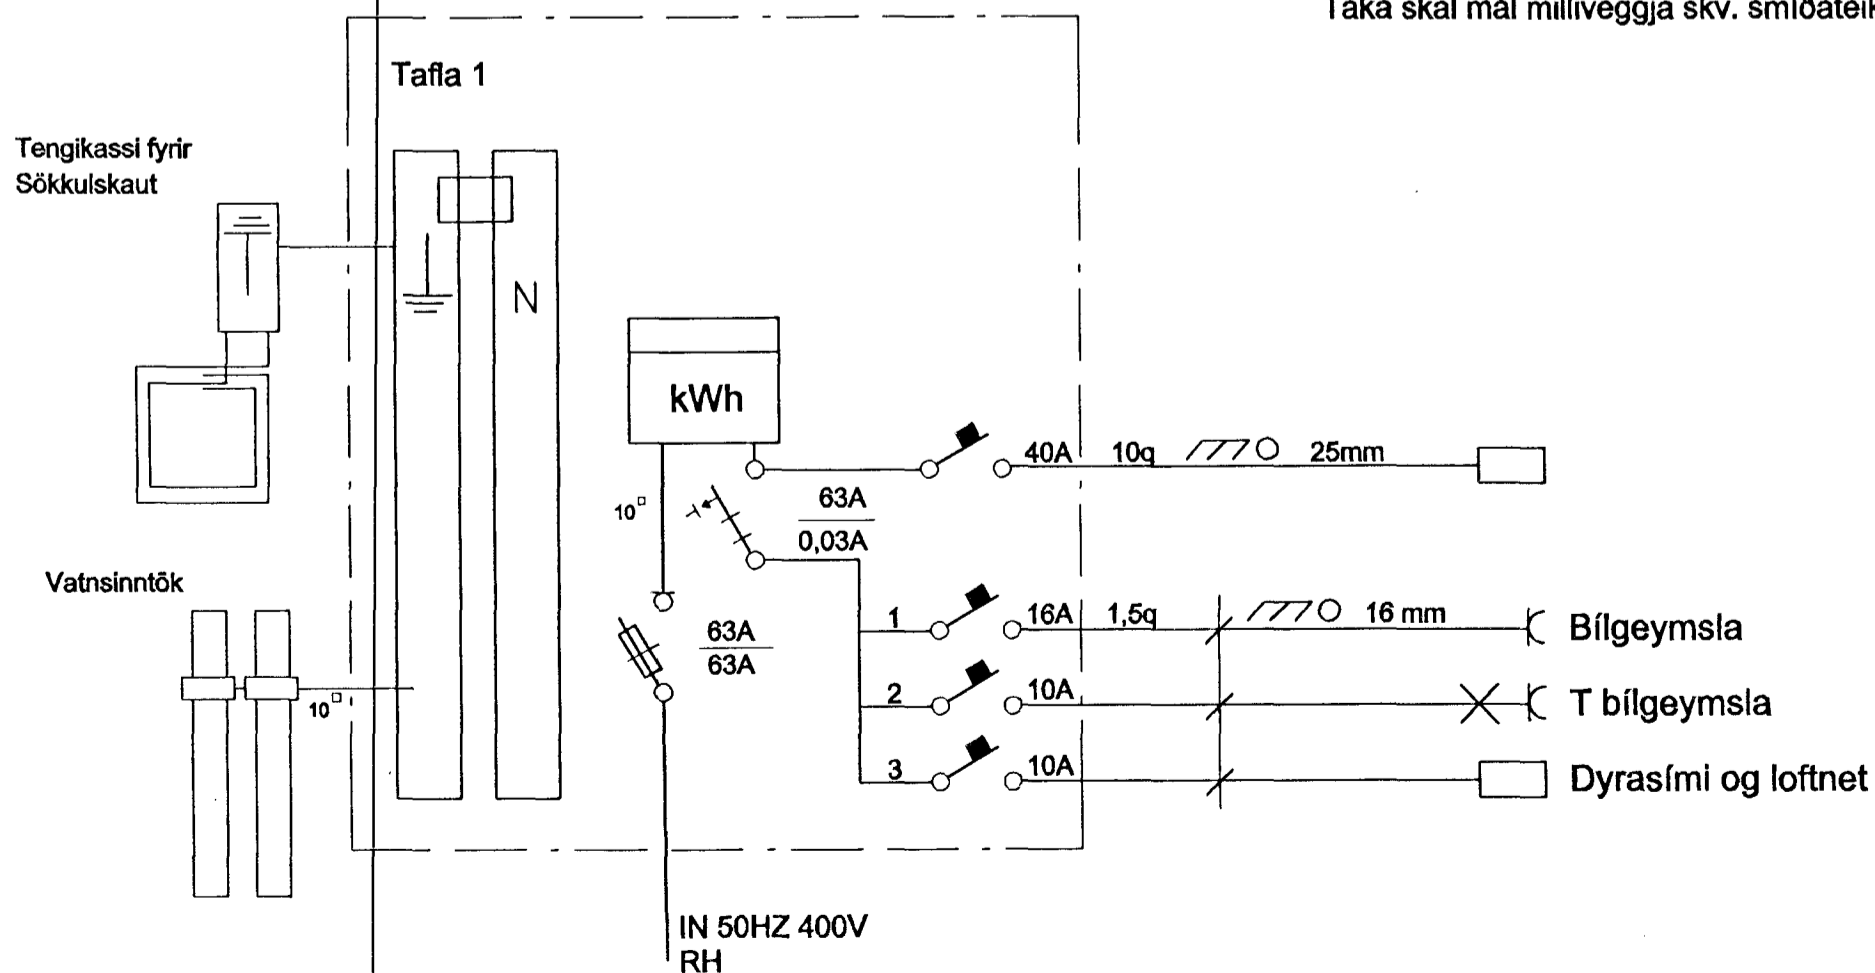 Taka skal mál milliveggja skv.
Tafla 1
Tengikassi fyrir
Sökkulskaut
N
kWh
40A 10q 25mm
10
63A
0,03A
Vatnsinntök
1 16A 1,5q 16 mm Bílgeymsla
63A
63A
2 10A T bílgeymsla
10
3 10A Dyrasími og loftnet
IN 50HZ 400V
RH